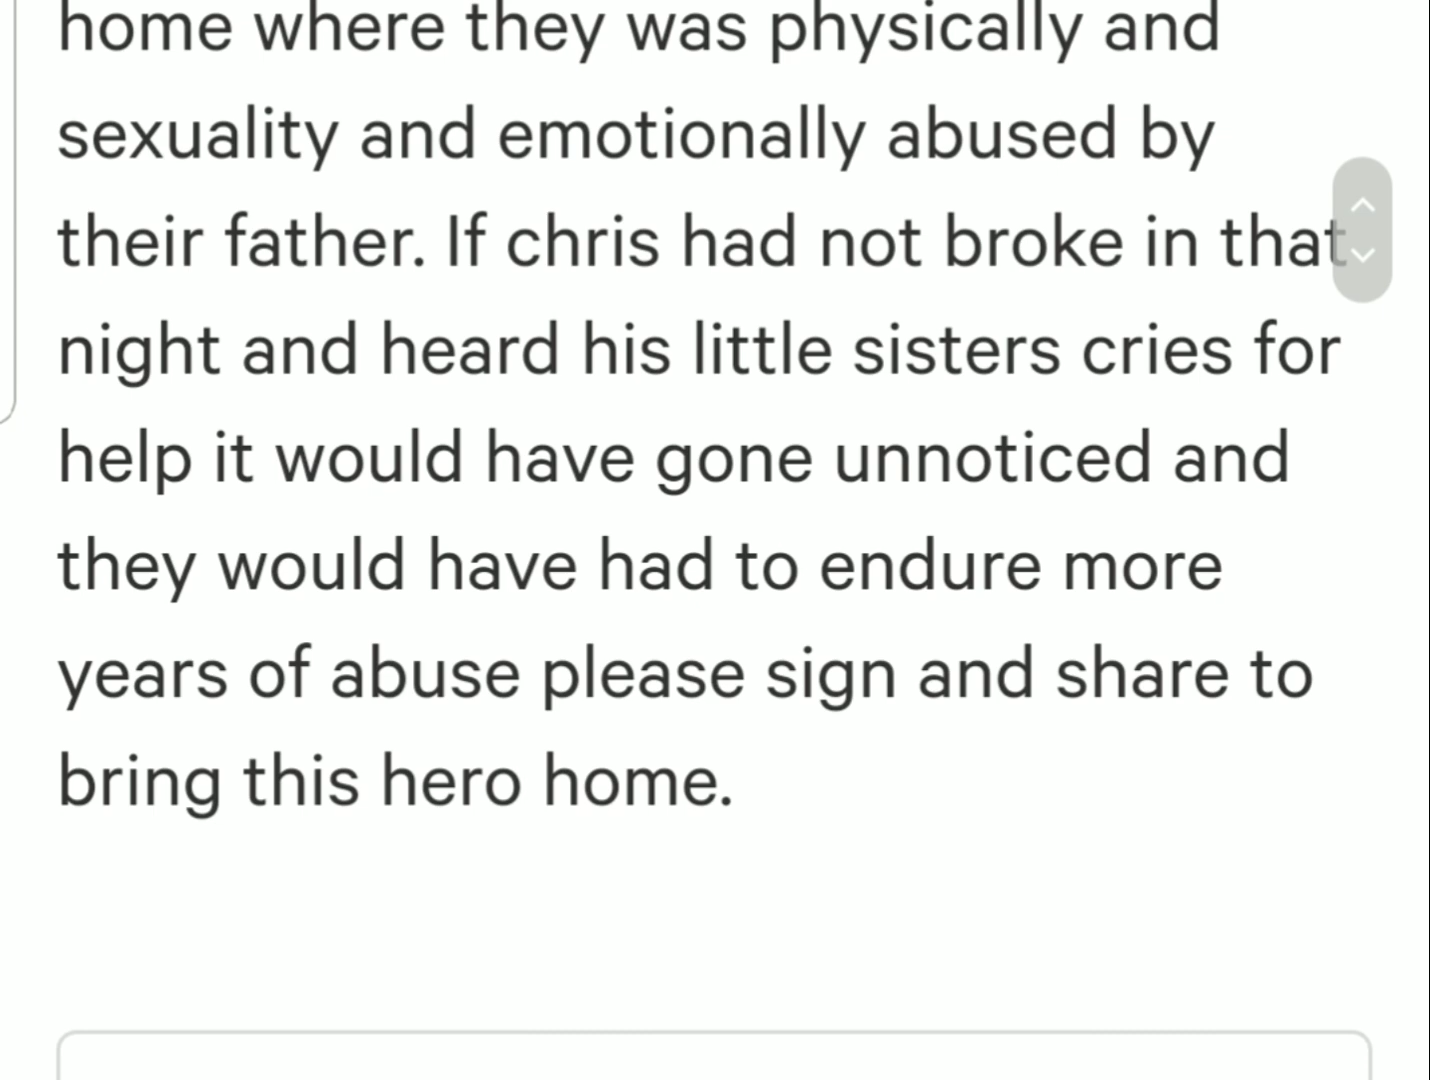 home where they was physically and
sexuality and emotionally abused by
their father. If chris had not broke in that
night and heard his little sisters cries for
help it would have gone unnoticed and
they would have had to endure more
years of abuse please sign and share to
bring this hero home.